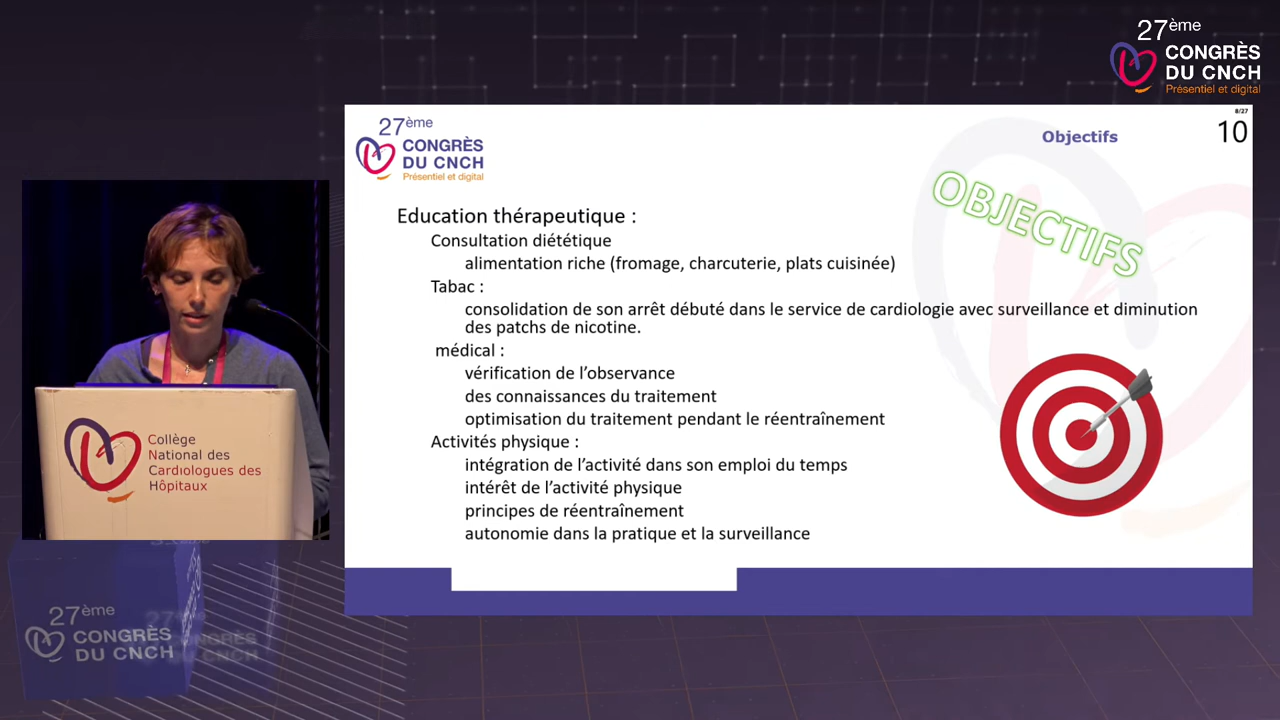 27ème
CONGRÈS
DU CNCH
Présentiel et digital
27ème
CONGRÈS
DU CNCH
Présentiel et digital
Objectifs
8/27
10
OBJECTIFS
Education thérapeutique :
Consultation diététique
alimentation riche (fromage, charcuterie, plats cuisinée)
Tabac :
consolidation de son arrêt débuté dans le service de cardiologie avec surveillance et diminution
des patchs de nicotine.
médical :
vérification de l'observance
des connaissances du traitement
optimisation du traitement pendant le réentraînement
Activités physique :
intégration de l'activité dans son emploi du temps
intérêt de l'activité physique
principes de réentraînement
autonomie dans la pratique et la surveillance
Collège
National des
Cardiologues des
Hôpitaux
27ème
CONGRÈS
DU CNCH